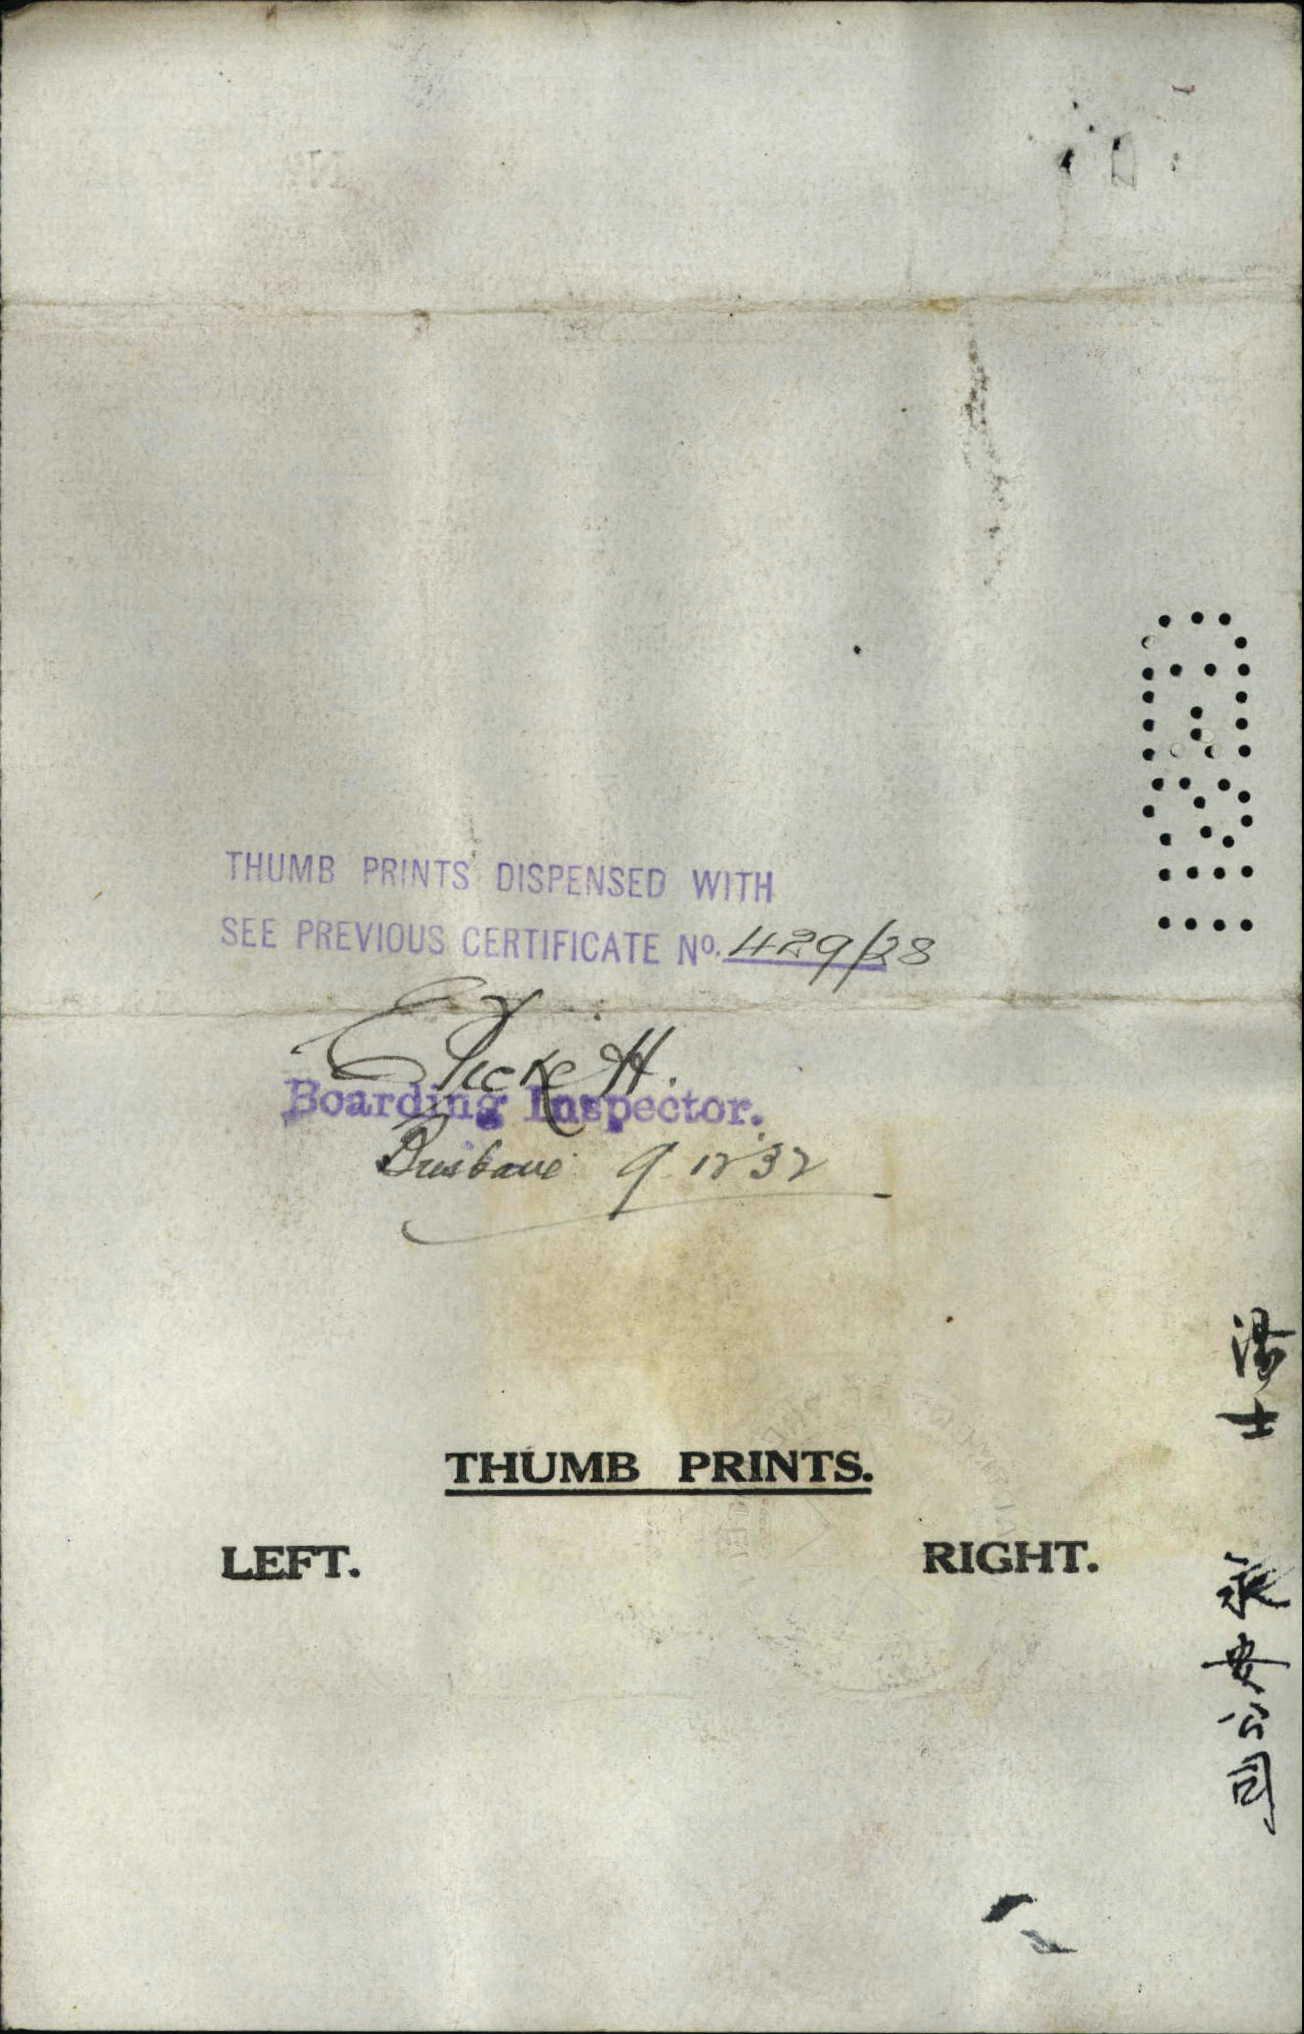 THUMB PRINTS DISPENSED WITH
SEE PREVIOUS CERTIFICATE No. 429/28
Boarding Inspector.
Brisbane 9 12 32
THUMB PRINTS.
LEFT. RIGHT.
士 永安公司